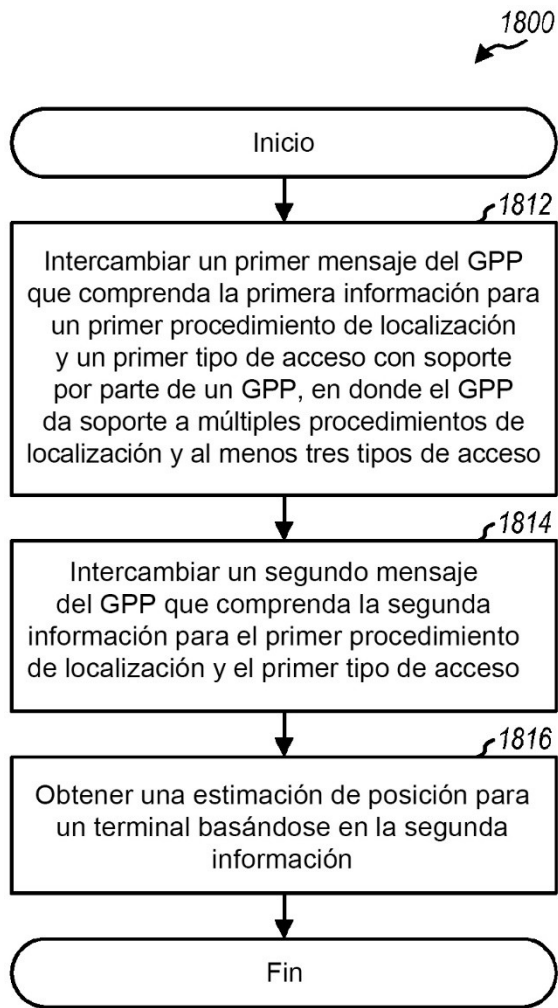 1800
Inicio
1812
Intercambiar un primer mensaje del GPP
que comprenda la primera información para
un primer procedimiento de localización
y un primer tipo de acceso con soporte
por parte de un GPP, en donde el GPP
da soporte a múltiples procedimientos de
localización y al menos tres tipos de acceso
1814
Intercambiar un segundo mensaje
del GPP que comprenda la segunda
información para el primer procedimiento
de localización y el primer tipo de acceso
1816
Obtener una estimación de posición para
un terminal basándose en la segunda
información
Fin